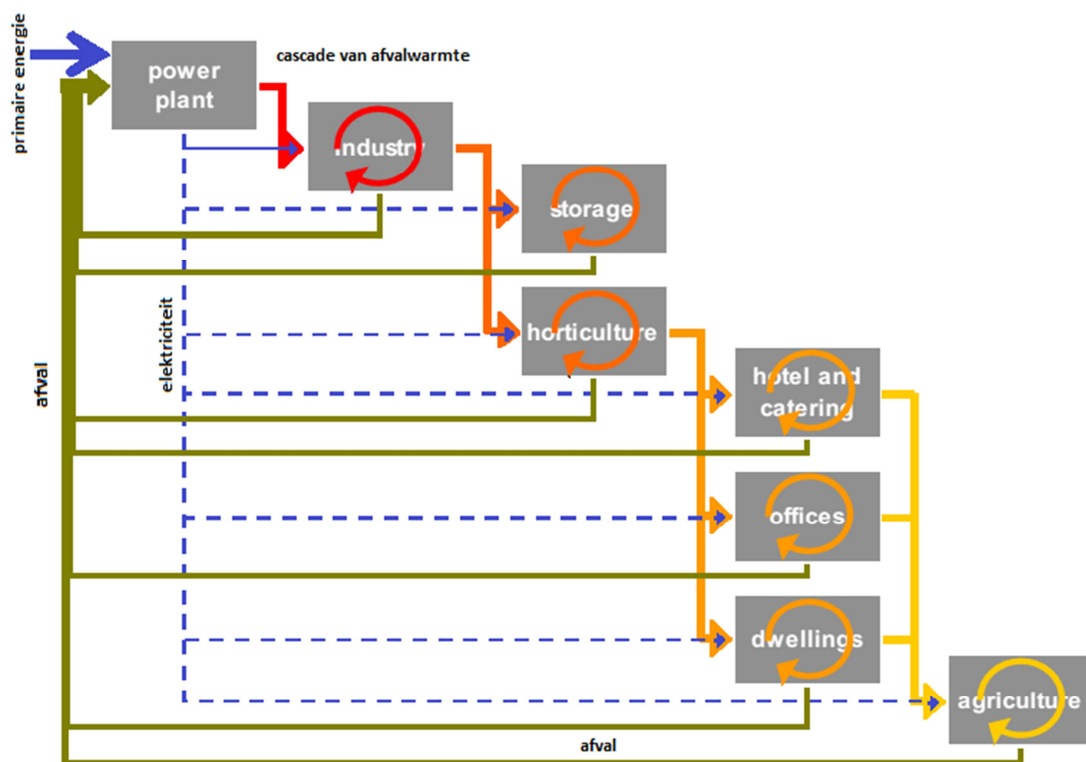 primaire energie
power
plant
cascade van afvalwarmte
industry
storage
elektriciteit
horticulture
afval
hotel and
catering
offices
dwellings
agriculture
afval